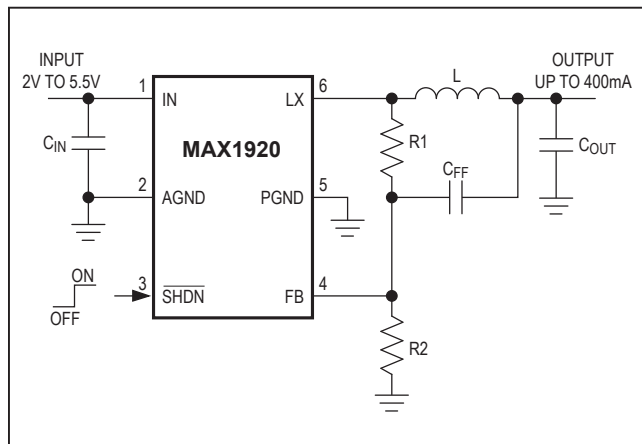 INPUT
2V TO 5.5V
OUTPUT
UP TO 400mA
1
IN
LX
6
L
C_IN
MAX1920
R1
C_FF
C_OUT
2
AGND
PGND
5
ON
OFF
3
SHDN
FB
4
R2